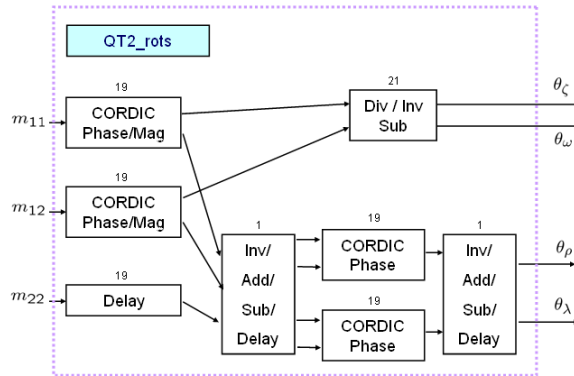 QT2_rots
19
21
θζ
m11
CORDIC
Phase/Mag
Div / Inv
Sub
θω
19
m12
CORDIC
Phase/Mag
1
19
1
Inv/
Add/
Sub/
Delay
CORDIC
Phase
Inv/
Add/
Sub/
Delay
θρ
19
m22
Delay
19
CORDIC
Phase
θλ